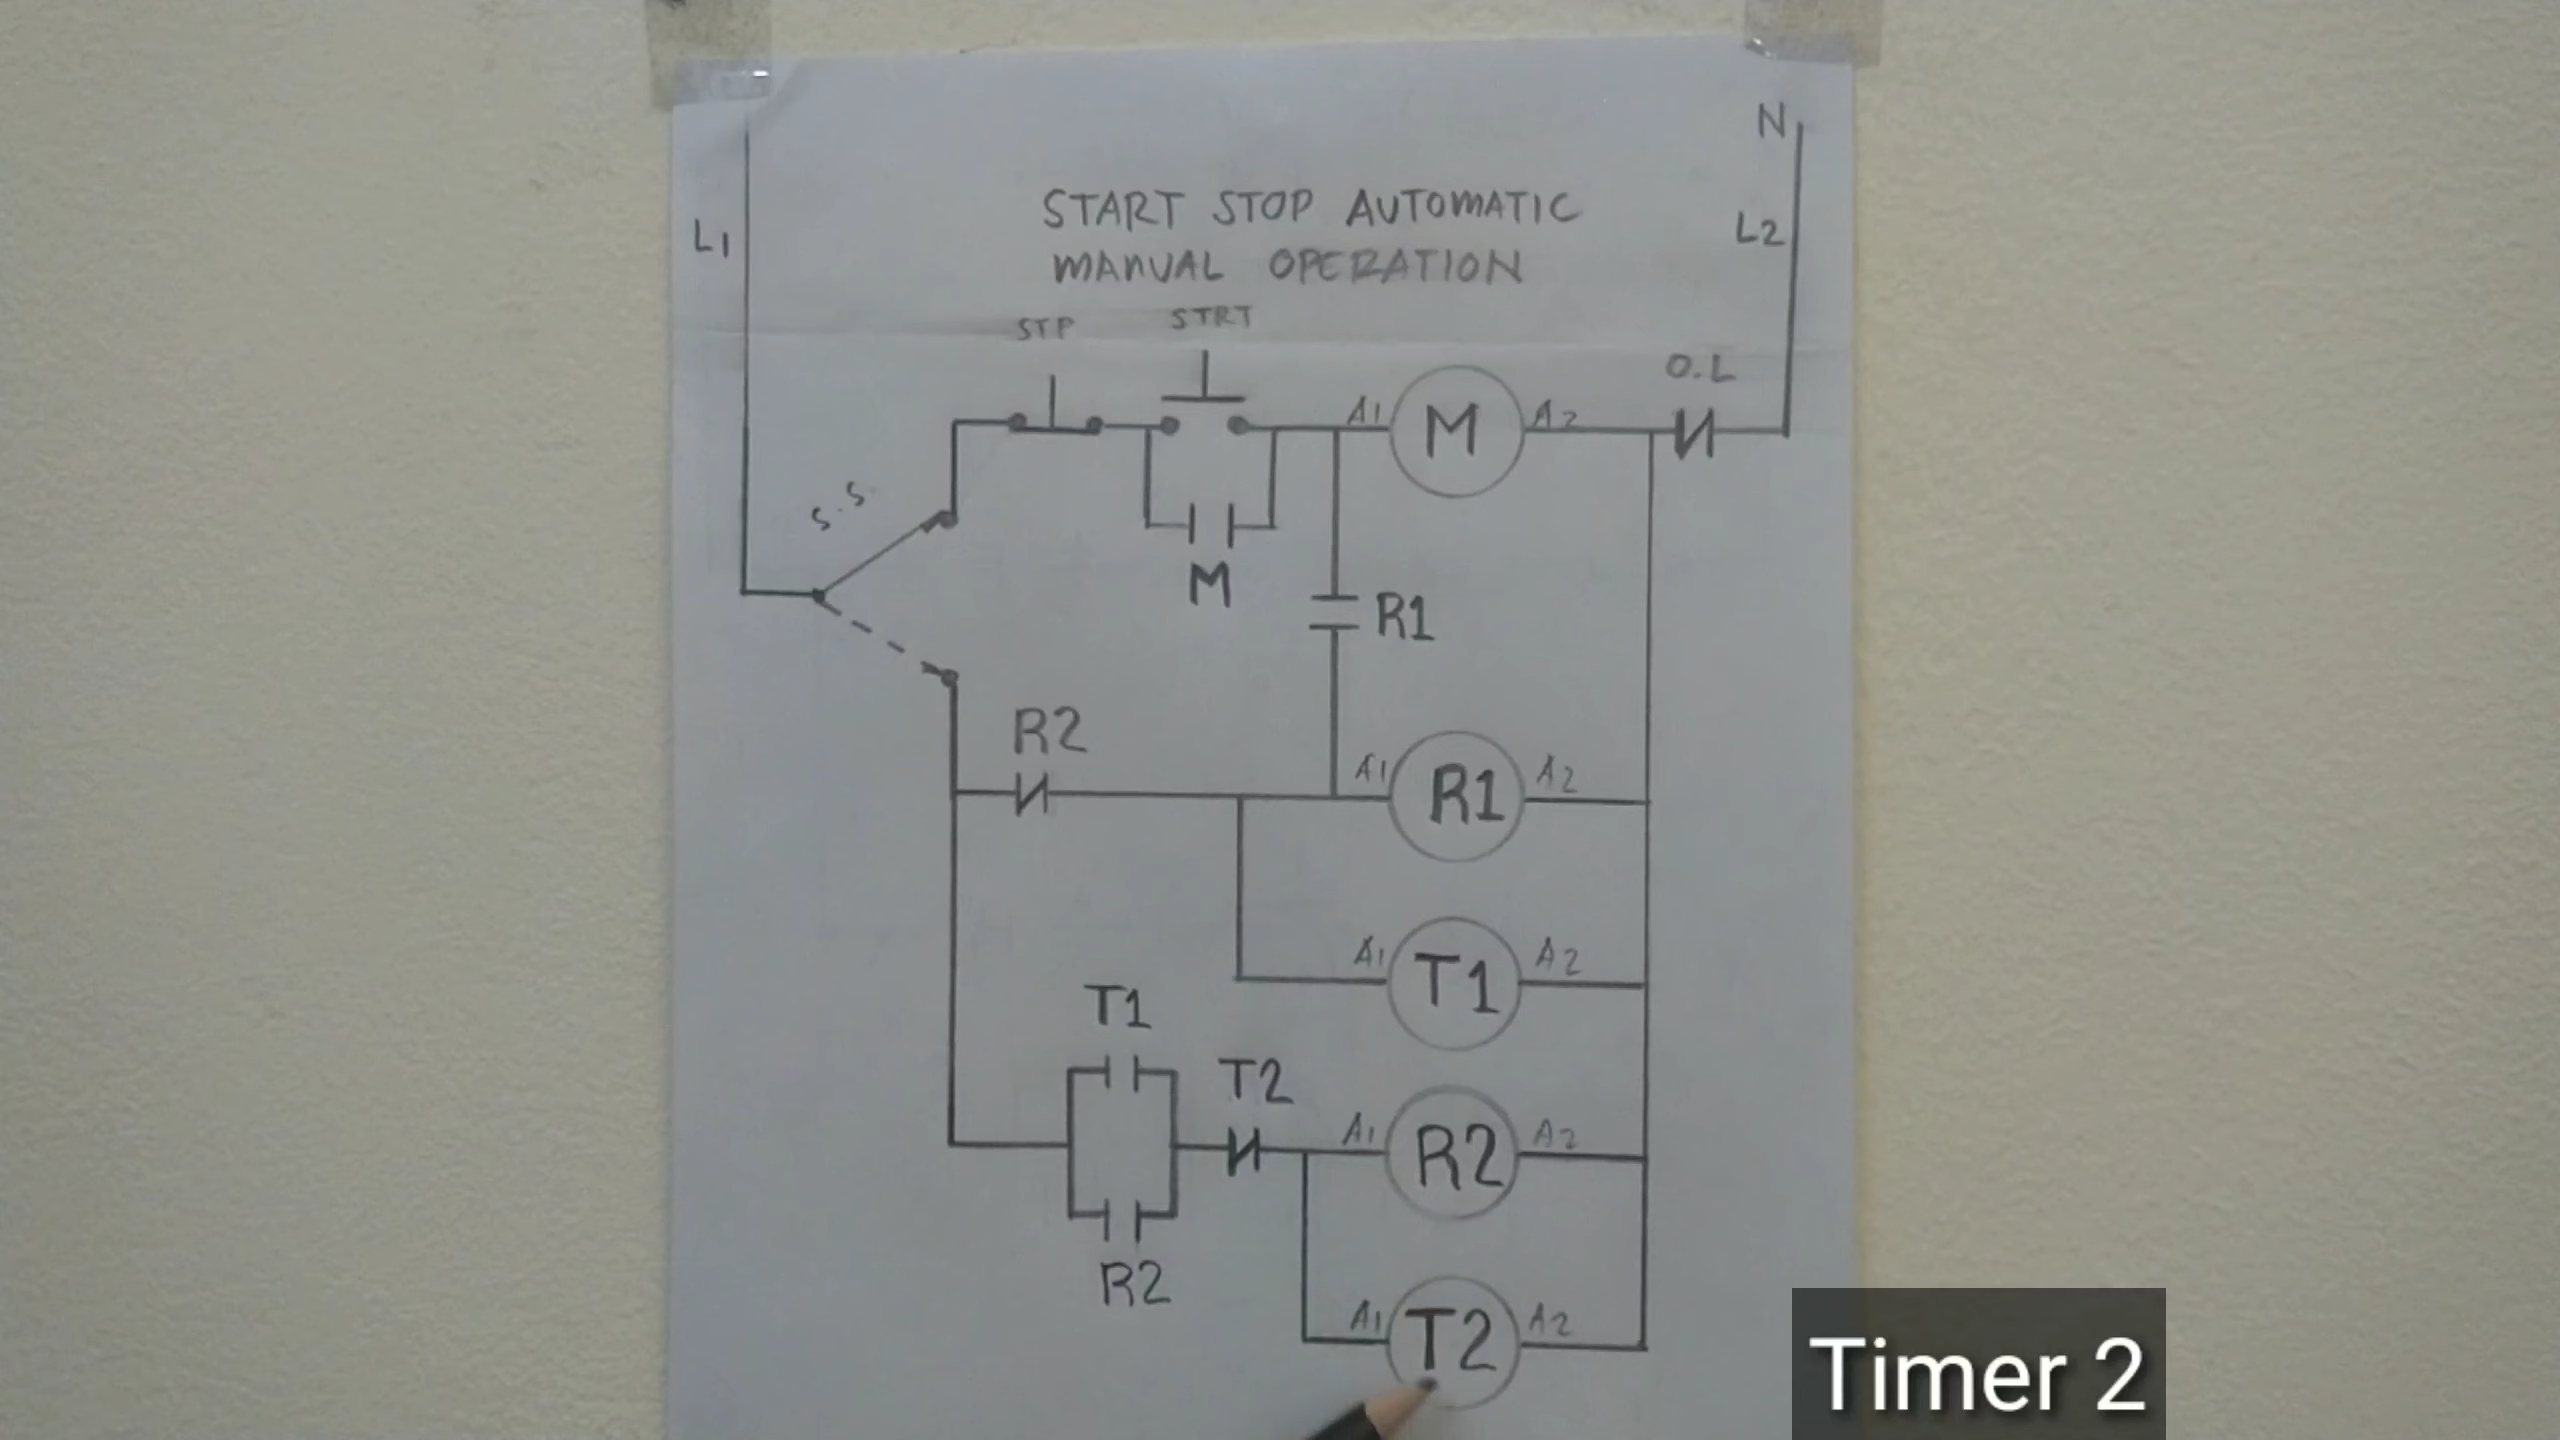 N
L1
START STOP AUTOMATIC
MANUAL OPERATION
L2
STP
STRT
O.L
A1 M A2
S.S
M
R1
R2
A1 R1 A2
A1 T1 A2
T1
T2
A1 R2 A2
R2
A1 T2 A2
Timer 2